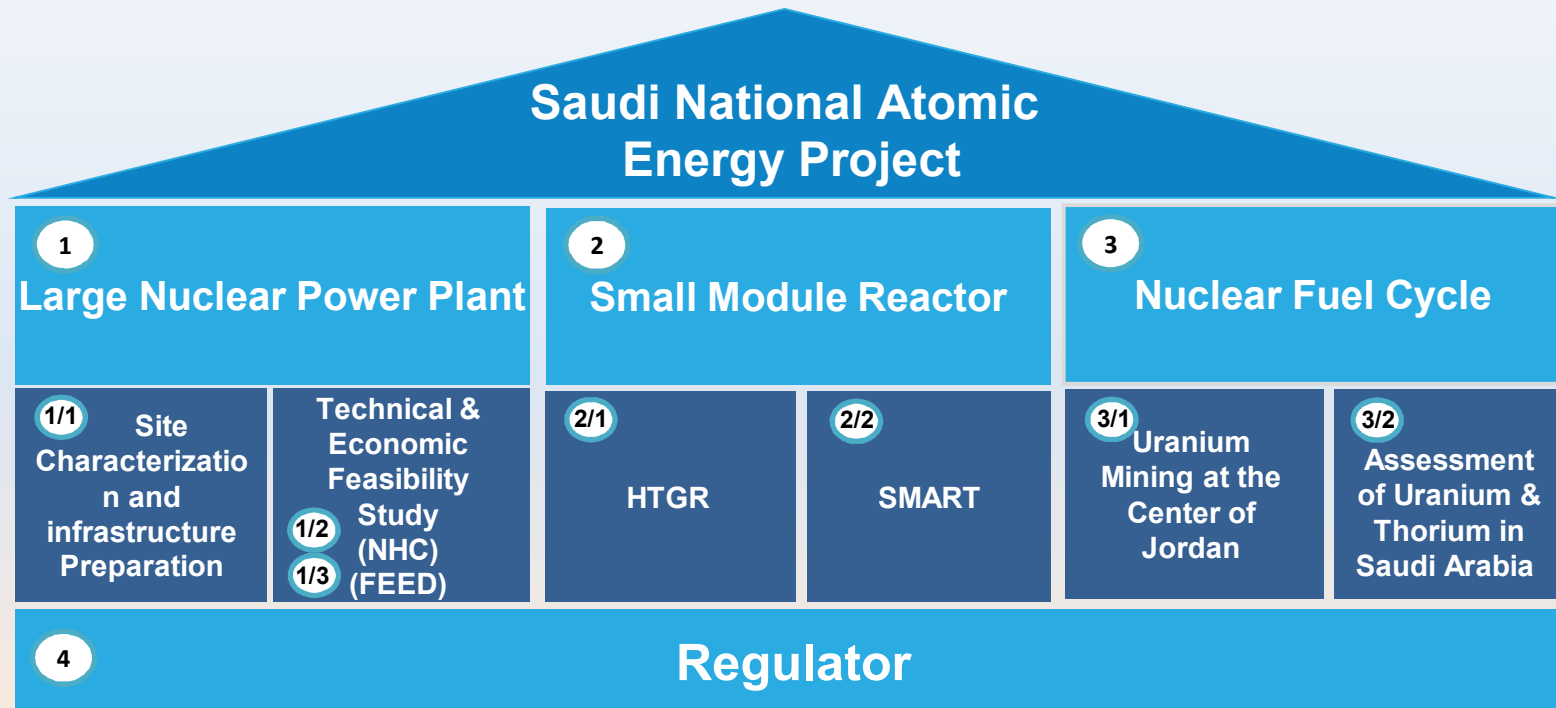 Saudi National Atomic
Energy Project
1
Large Nuclear Power Plant
2
Small Module Reactor
3
Nuclear Fuel Cycle
1/1
Site
Characterizatio
n and
infrastructure
Preparation
Technical &
Economic
Feasibility
Study
1/2
(NHC)
1/3
(FEED)
2/1
HTGR
2/2
SMART
3/1
Uranium
Mining at the
Center of
Jordan
3/2
Assessment
of Uranium &
Thorium in
Saudi Arabia
4
Regulator